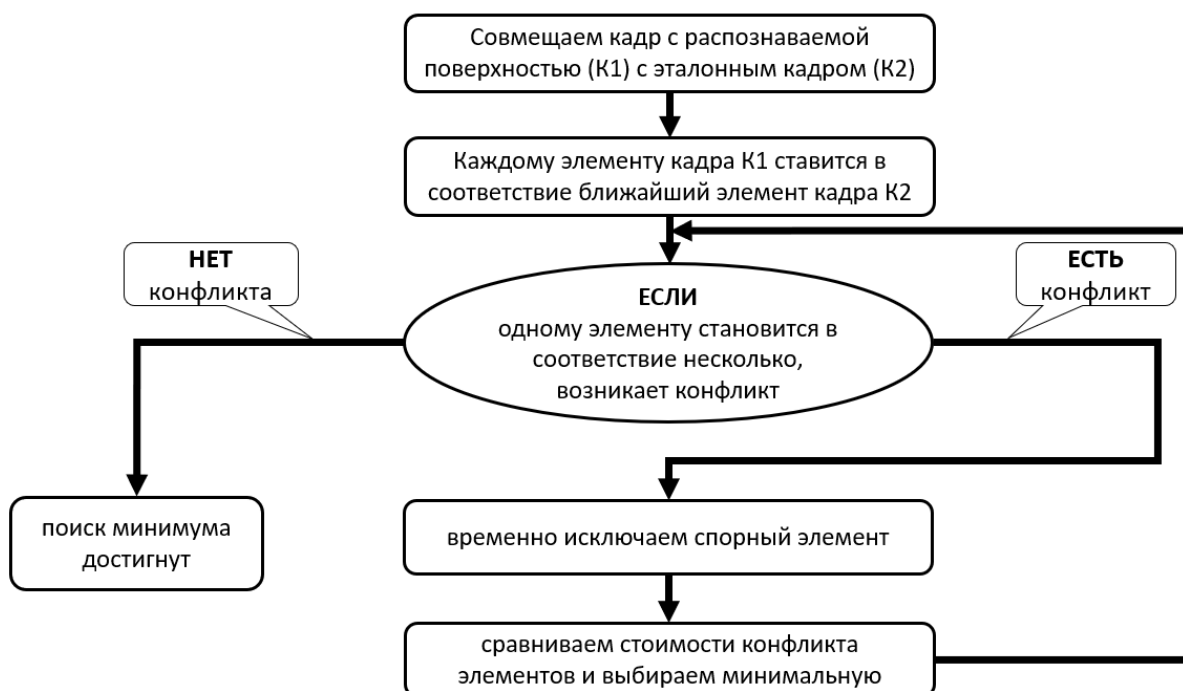 Совмещаем кадр с распознаваемой
поверхностью (К1) с эталонным кадром (К2)
Каждому элементу кадра К1 ставится в
соответствие ближайший элемент кадра К2
НЕТ
конфликта
ЕСТЬ
конфликт
ЕСЛИ
одному элементу становится в
соответствие несколько,
возникает конфликт
поиск минимума
достигнут
временно исключаем спорный элемент
сравниваем стоимости конфликта
элементов и выбираем минимальную